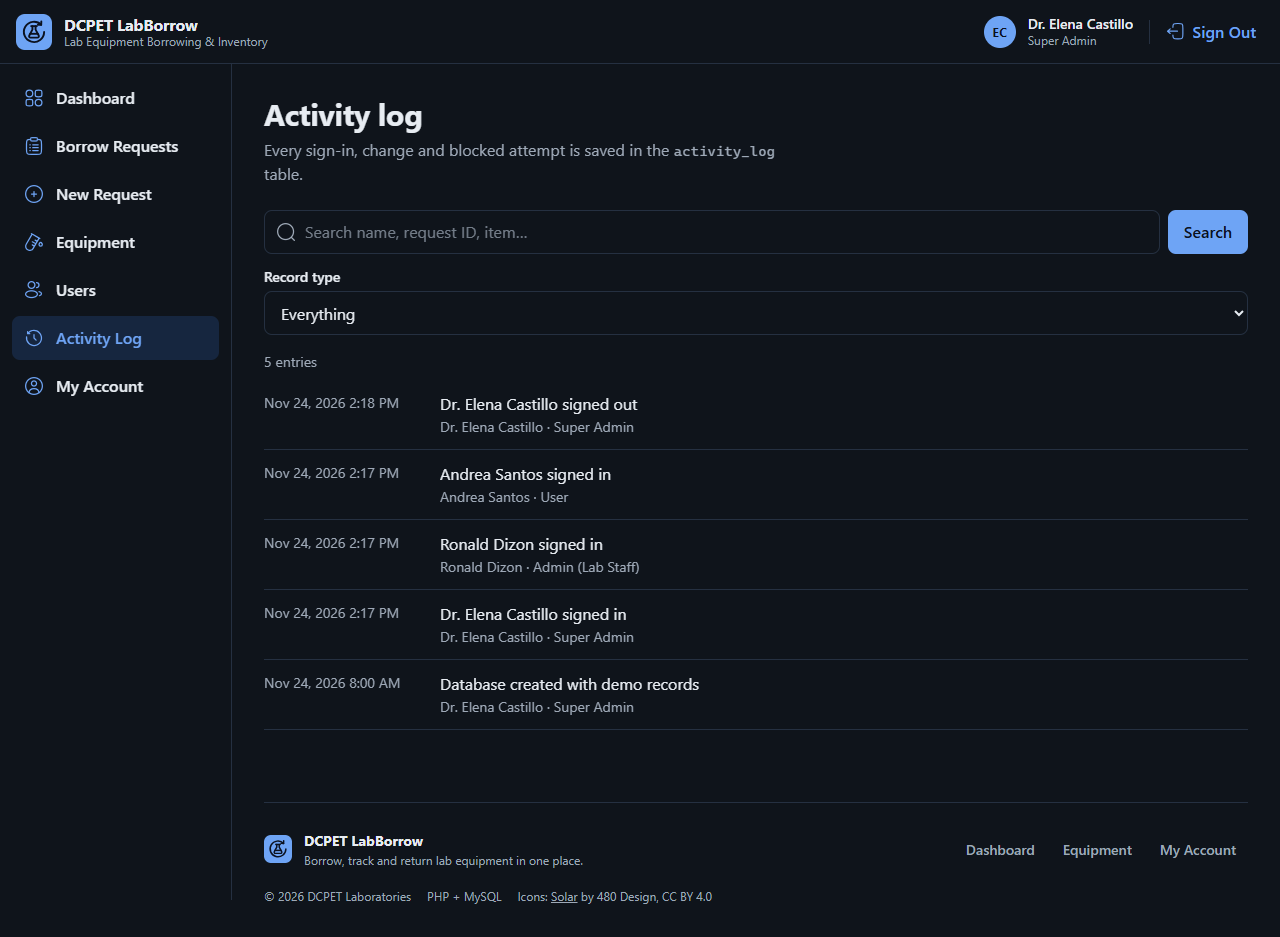 DCPET LabBorrow
Lab Equipment Borrowing & Inventory
EC
Dr. Elena Castillo
Super Admin
Sign Out
Dashboard
Borrow Requests
New Request
Equipment
Users
Activity Log
My Account
Activity log
Every sign-in, change and blocked attempt is saved in the activity_log
table.
Search name, request ID, item...
Search
Record type
Everything
5 entries
Nov 24, 2026 2:18 PM
Dr. Elena Castillo signed out
Dr. Elena Castillo · Super Admin
Nov 24, 2026 2:17 PM
Andrea Santos signed in
Andrea Santos · User
Nov 24, 2026 2:17 PM
Ronald Dizon signed in
Ronald Dizon · Admin (Lab Staff)
Nov 24, 2026 2:17 PM
Dr. Elena Castillo signed in
Dr. Elena Castillo · Super Admin
Nov 24, 2026 8:00 AM
Database created with demo records
Dr. Elena Castillo · Super Admin
DCPET LabBorrow
Borrow, track and return lab equipment in one place.
Dashboard Equipment My Account
© 2026 DCPET Laboratories PHP + MySQL Icons: Solar by 480 Design, CC BY 4.0